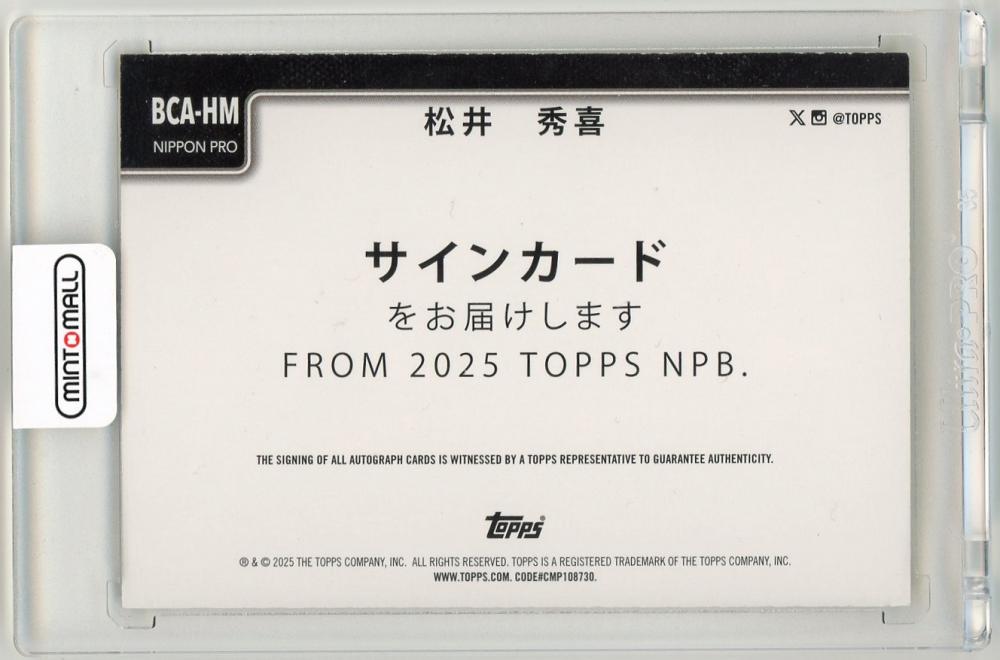 BCA-HM
NIPPON PRO
松井　秀喜
@TOPPS
サインカード
をお届けします
FROM 2025 TOPPS NPB.
THE SIGNING OF ALL AUTOGRAPH CARDS IS WITNESSED BY A TOPPS REPRESENTATIVE TO GUARANTEE AUTHENTICITY.
Topps®
® & © 2025 THE TOPPS COMPANY, INC. ALL RIGHTS RESERVED. TOPPS IS A REGISTERED TRADEMARK OF THE TOPPS COMPANY, INC.
WWW.TOPPS.COM. CODE#CMP108730.
MINTMALL